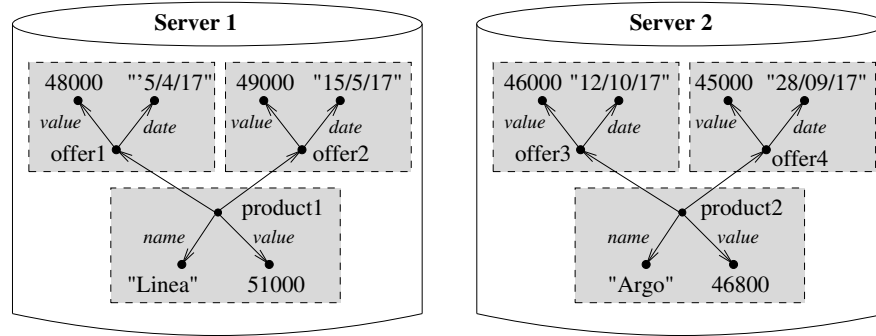 Server 1
Server 2
48000 "'5/4/17" 49000 "15/5/17"
46000 "12/10/17" 45000 "28/09/17"
value date value date
value date value date
offer1 offer2
offer3 offer4
product1
product2
name value
name value
"Linea" 51000
"Argo" 46800